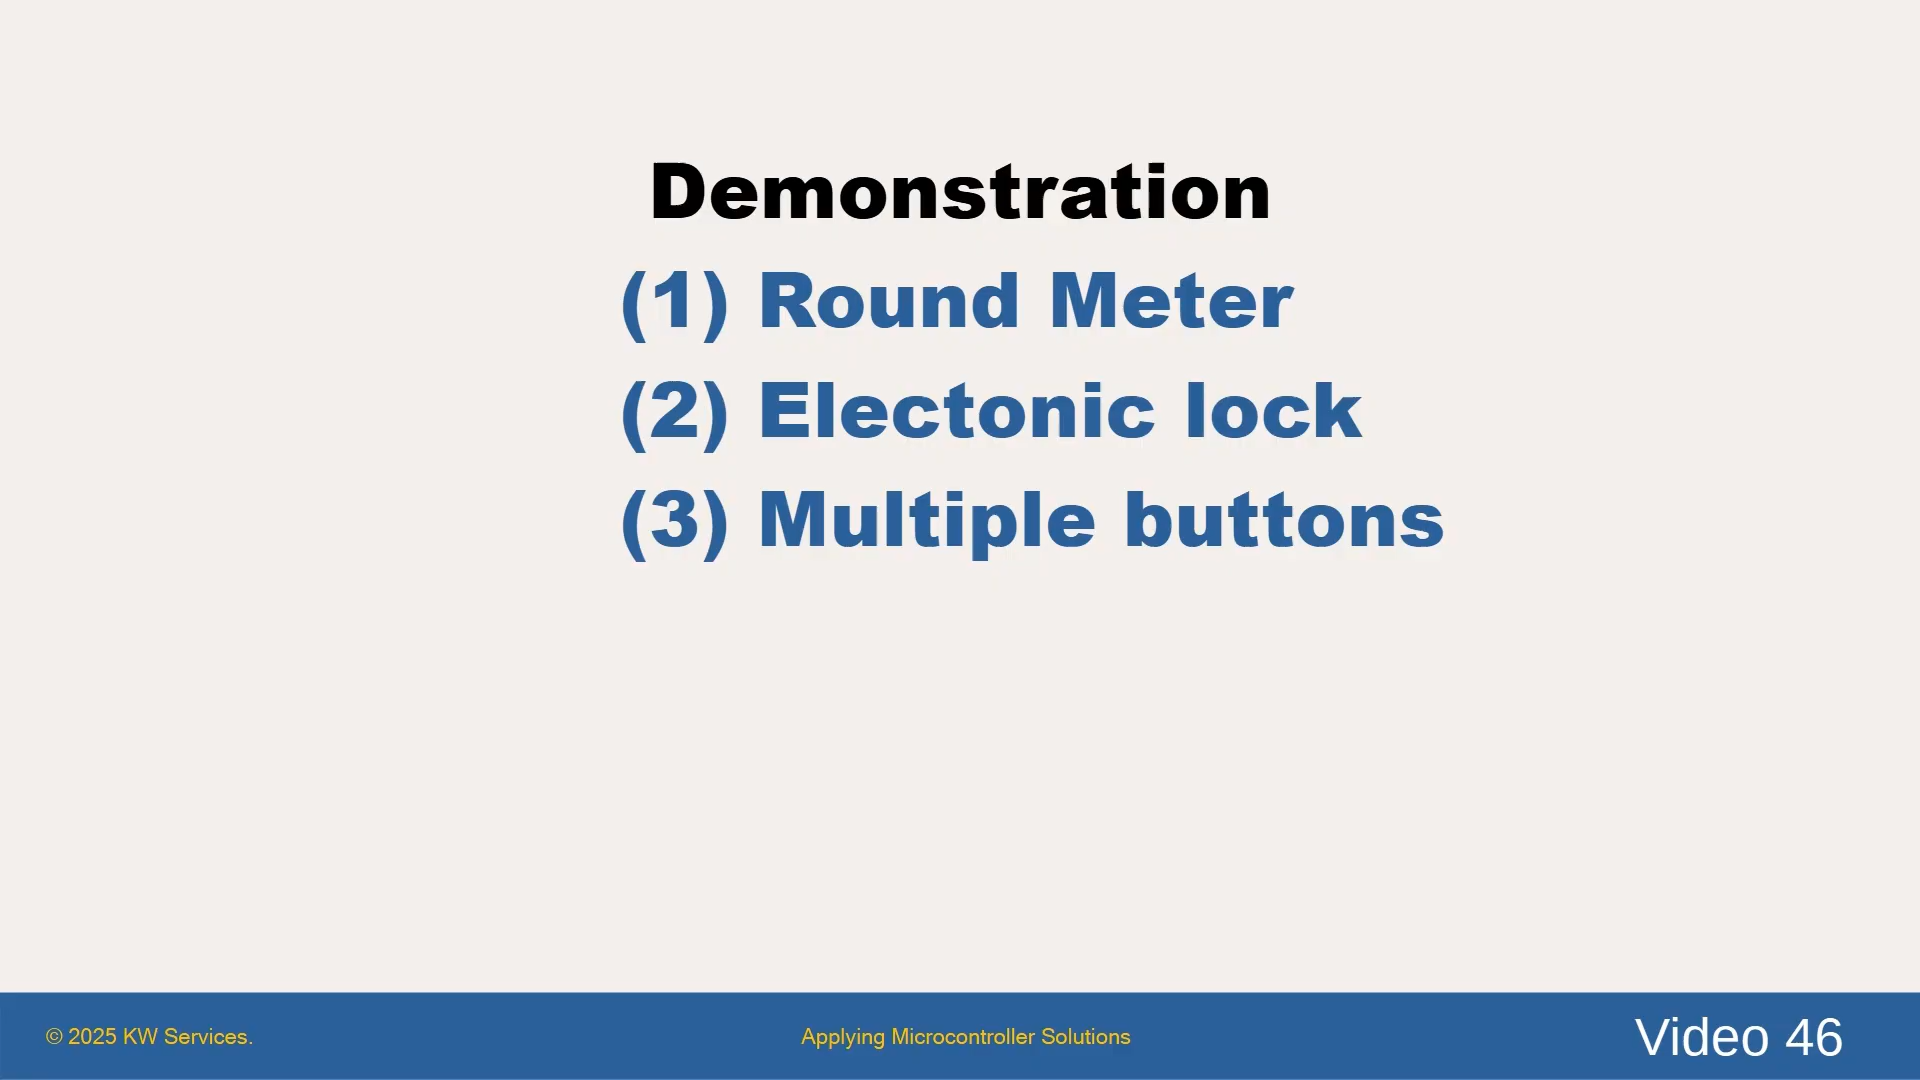 Demonstration
(1) Round Meter
(2) Electonic lock
(3) Multiple buttons
© 2025 KW Services.
Applying Microcontroller Solutions
Video 46